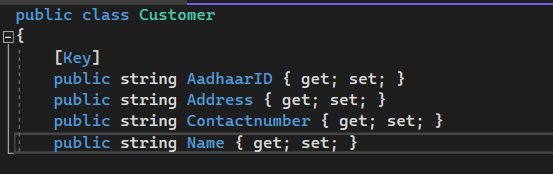 public class Customer
{
[Key]
public string AadhaarID { get; set; }
public string Address { get; set; }
public string Contactnumber { get; set; }
public string Name { get; set; }